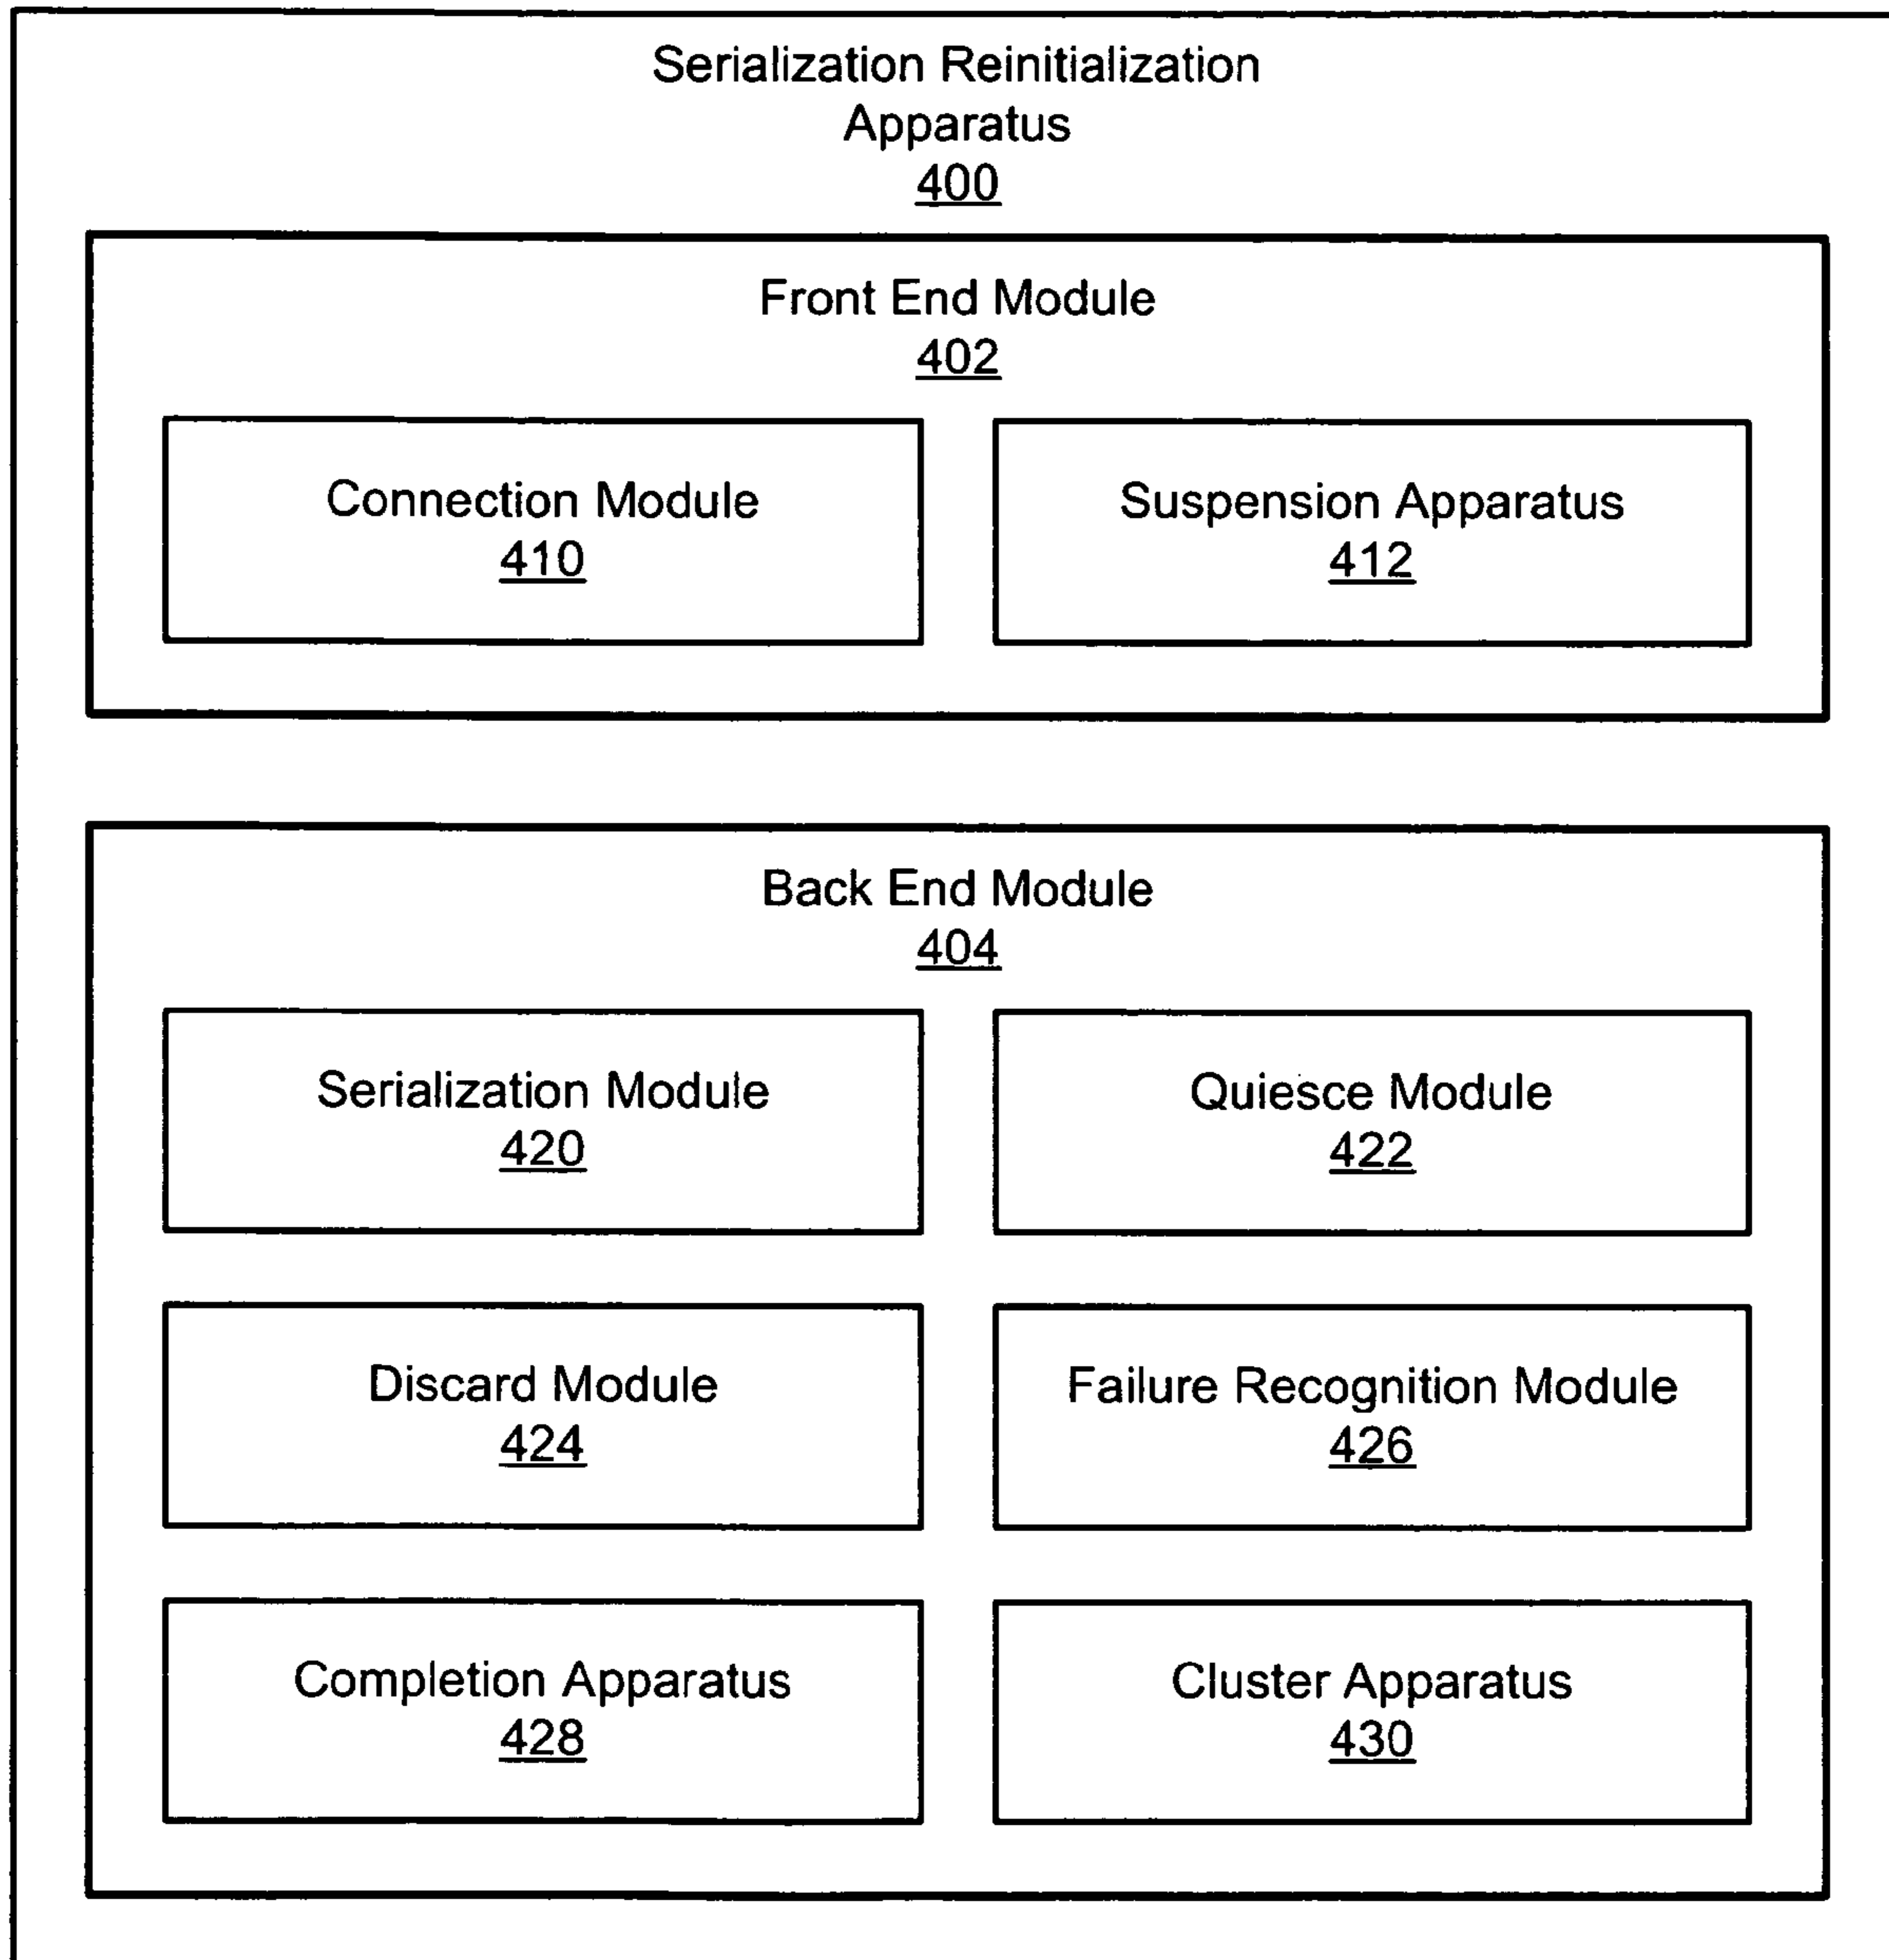 Serialization Reinitialization
Apparatus
400
Front End Module
402
Connection Module
410
Suspension Apparatus
412
Back End Module
404
Serialization Module
420
Quiesce Module
422
Discard Module
424
Failure Recognition Module
426
Completion Apparatus
428
Cluster Apparatus
430